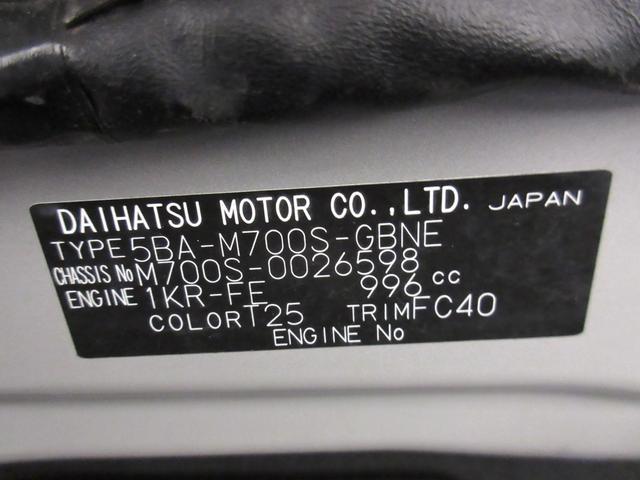 DAIHATSU MOTOR CO.,LTD. JAPAN
TYPE 5BA-M700S-GBNE
CHASSIS No M700S-0026598
ENGINE 1KR-FE 996 cc
COLOR T25 TRIM FC40
ENGINE No